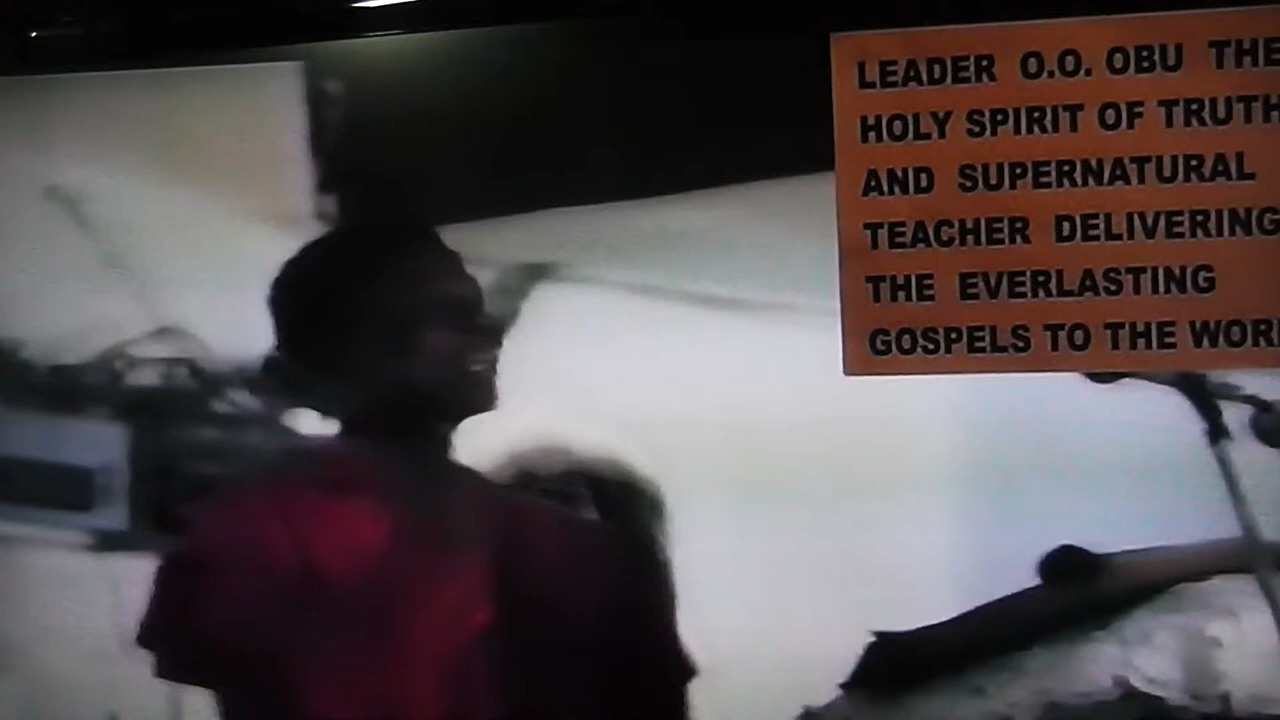 LEADER O.O. OBU THE
HOLY SPIRIT OF TRUTH
AND SUPERNATURAL
TEACHER DELIVERING
THE EVERLASTING
GOSPELS TO THE